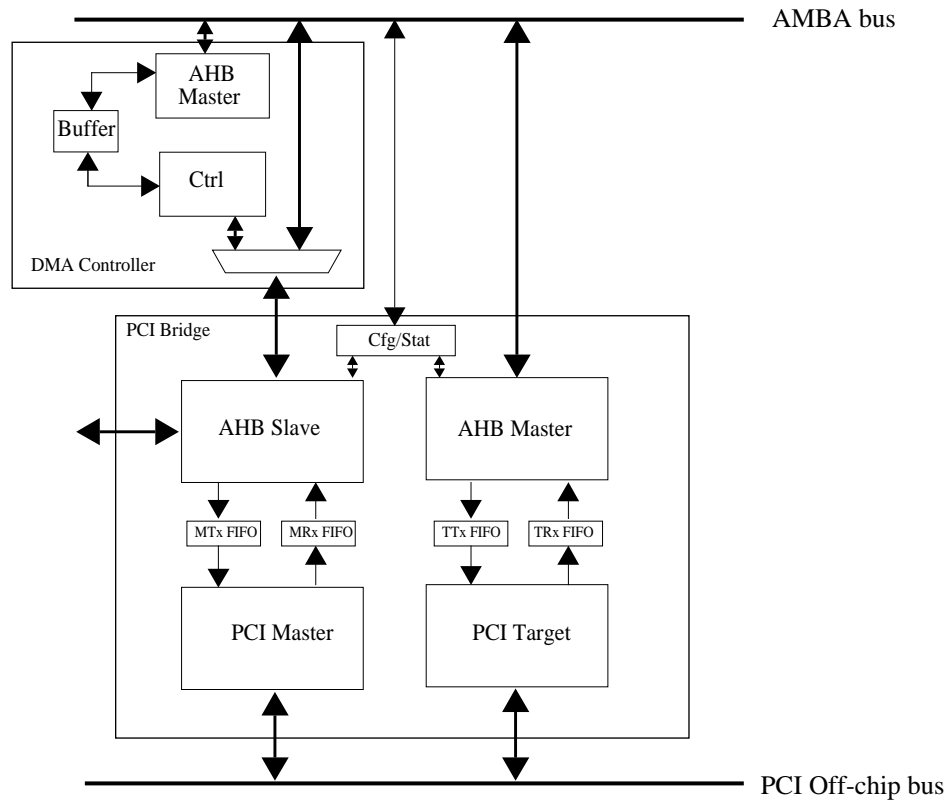 AMBA bus
AHB
Master
Buffer
Ctrl
DMA Controller
PCI Bridge
Cfg/Stat
AHB Slave
AHB Master
MTx FIFO
MRx FIFO
TTx FIFO
TRx FIFO
PCI Master
PCI Target
PCI Off-chip bus